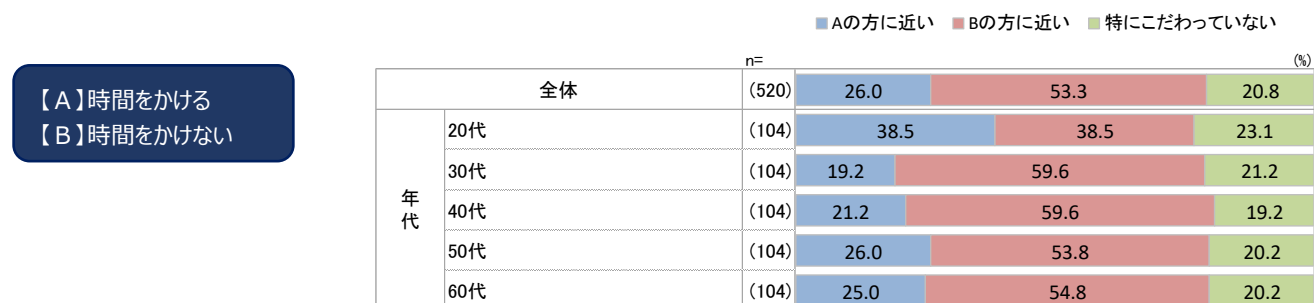 Aの方に近い Bの方に近い 特にこだわっていない
n= (%)
【A】時間をかける
【B】時間をかけない
全体 (520) 26.0 53.3 20.8
年代
20代 (104) 38.5 38.5 23.1
30代 (104) 19.2 59.6 21.2
40代 (104) 21.2 59.6 19.2
50代 (104) 26.0 53.8 20.2
60代 (104) 25.0 54.8 20.2